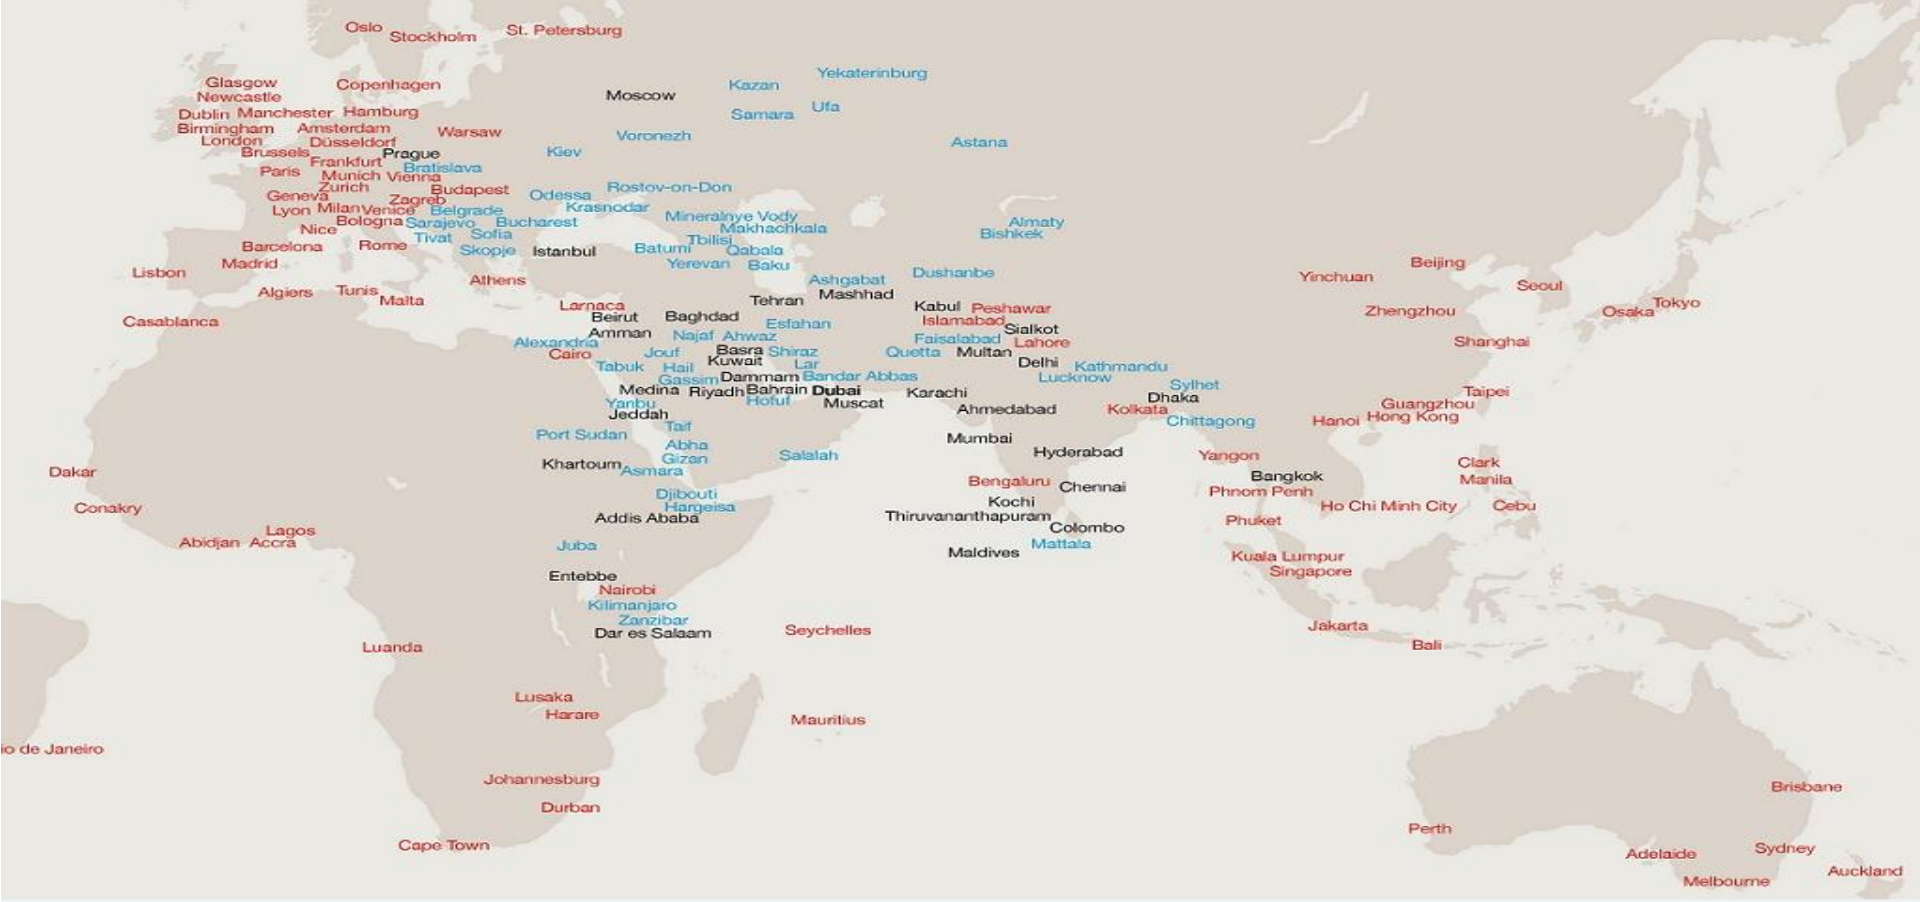 Oslo
Stockholm
St. Petersburg
Glasgow
Copenhagen
Moscow
Kazan
Yekaterinburg
Newcastle
Dublin Manchester Hamburg
Samara
Ufa
Birmingham Amsterdam
Warsaw
Voronezh
Astana
London Düsseldorf
Brussels
Prague
Kiev
Frankfurt
Bratislava
Paris
Munich Vienna
Zurich
Budapest
Rostov-on-Don
Geneva
Zagreb
Odessa
Krasnodar
Lyon Milan Venice Belgrade
Mineralnye Vody
Nice
Bologna Sarajevo
Bucharest
Makhachkala
Almaty
Bishkek
Tivat
Sofia
Tbilisi
Barcelona
Rome
Skopje
Istanbul
Batumi
Qabala
Madrid
Yerevan
Baku
Lisbon
Athens
Ashgabat
Dushanbe
Yinchuan
Beijing
Seoul
Algiers
Tunis
Malta
Larnaca
Tehran
Mashhad
Kabul
Peshawar
Zhengzhou
Osaka
Tokyo
Casablanca
Beirut
Baghdad
Esfahan
Islamabad
Sialkot
Amman
Najaf
Ahwaz
Faisalabad
Lahore
Shanghai
Alexandria
Cairo
Jouf
Basra
Shiraz
Quetta
Multan
Tabuk
Hail
Kuwait
Lar
Delhi
Kathmandu
Gassim
Dammam
Bandar Abbas
Lucknow
Sylhet
Medina
Riyadh
Bahrain
Dubai
Karachi
Dhaka
Taipei
Yanbu
Hofuf
Muscat
Ahmedabad
Kolkata
Guangzhou
Jeddah
Chittagong
Hanoi
Hong Kong
Port Sudan
Taif
Mumbai
Abha
Khartoum
Gizan
Salalah
Hyderabad
Yangon
Clark
Dakar
Asmara
Bengaluru
Chennai
Bangkok
Manila
Djibouti
Phnom Penh
Conakry
Hargeisa
Kochi
Ho Chi Minh City
Cebu
Addis Ababa
Thiruvananthapuram
Phuket
Lagos
Colombo
Abidjan
Accra
Juba
Mattala
Maldives
Kuala Lumpur
Entebbe
Singapore
Nairobi
Kilimanjaro
Zanzibar
Dar es Salaam
Seychelles
Jakarta
Luanda
Bali
Lusaka
Harare
Mauritius
io de Janeiro
Johannesburg
Brisbane
Durban
Perth
Cape Town
Adelaide
Sydney
Melbourne
Auckland